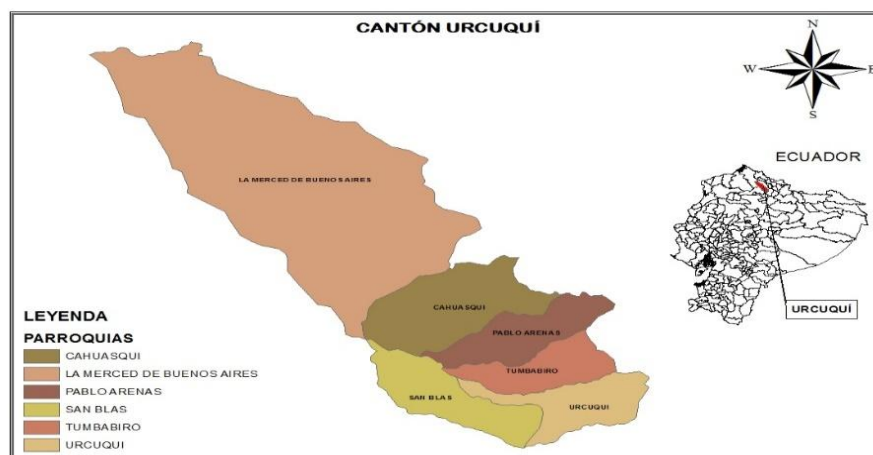 CANTÓN URCUQUÍ
N
W
E
S
ECUADOR
URCUQUÍ
LA MERCED DE BUENOS AIRES
CAHUASQUI
PABLO ARENAS
TUMBABIRO
SAN BLAS
URCUQUI
LEYENDA
PARROQUIAS
CAHUASQUI
LA MERCED DE BUENOS AIRES
PABLO ARENAS
SAN BLAS
TUMBABIRO
URCUQUI